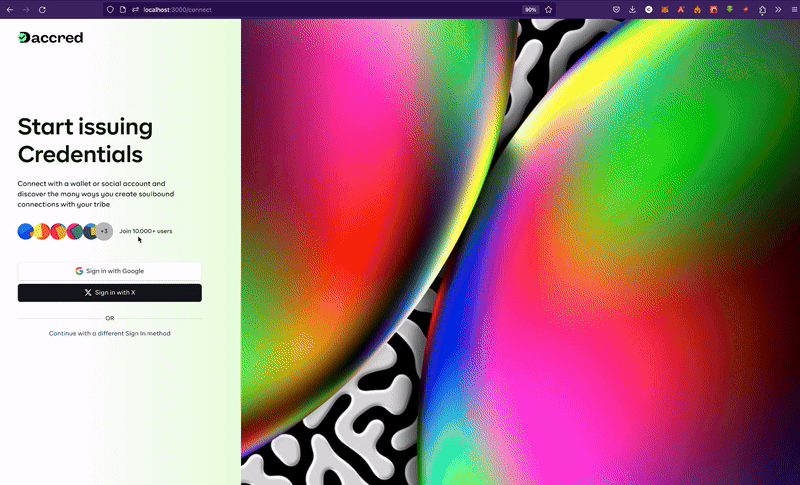 localhost:3000/connect
90%
accred
Start issuing
Credentials
Connect with a wallet or social account and
discover the many ways you create soulbound
connections with your tribe
+3
Join 10.000+ users
Sign in with Google
Sign in with X
OR
Continue with a different Sign In method